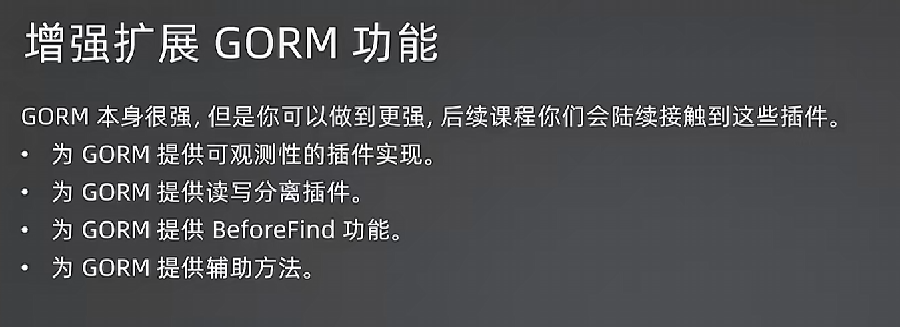 增强扩展 GORM 功能
GORM 本身很强, 但是你可以做到更强, 后续课程你们会陆续接触到这些插件。
• 为 GORM 提供可观测性的插件实现。
• 为 GORM 提供读写分离插件。
• 为 GORM 提供 BeforeFind 功能。
• 为 GORM 提供辅助方法。